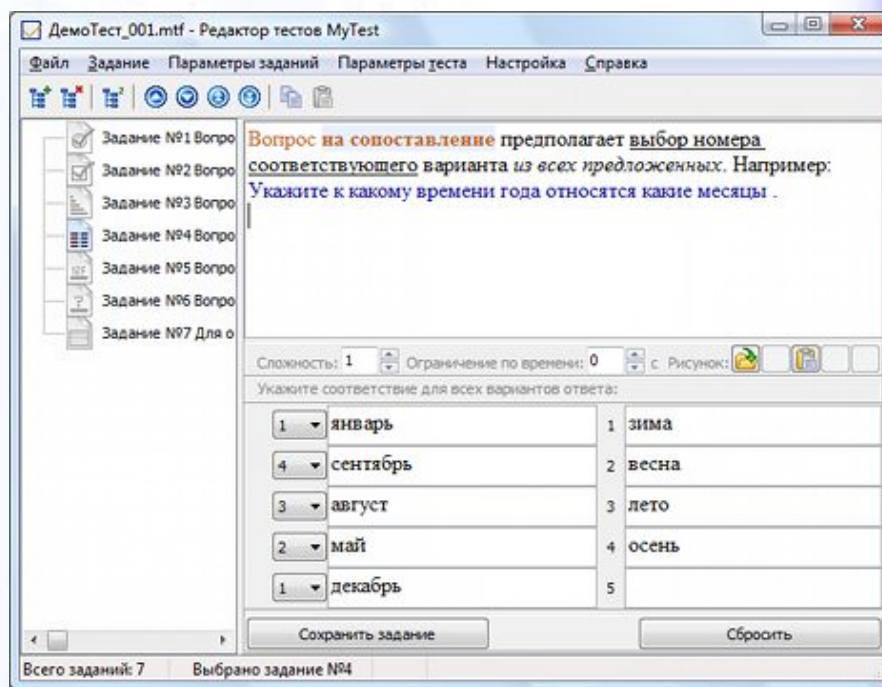 ДемоТест_001.mtf - Редактор тестов MyTest
Файл Задание Параметры заданий Параметры теста Настройка Справка
Задание №1 Вопро
Задание №2 Вопро
Задание №3 Вопро
Задание №4 Вопро
Задание №5 Вопро
Задание №6 Вопро
Задание №7 Для о
Вопрос на сопоставление предполагает выбор номера
соответствующего варианта из всех предложенных. Например:
Укажите к какому времени года относятся какие месяцы .
Сложность: 1 Ограничение по времени: 0 с Рисунок:
Укажите соответствие для всех вариантов ответа:
1 январь 1 зима
4 сентябрь 2 весна
3 август 3 лето
2 май 4 осень
1 декабрь 5
Сохранить задание Сбросить
Всего заданий: 7 Выбрано задание №4